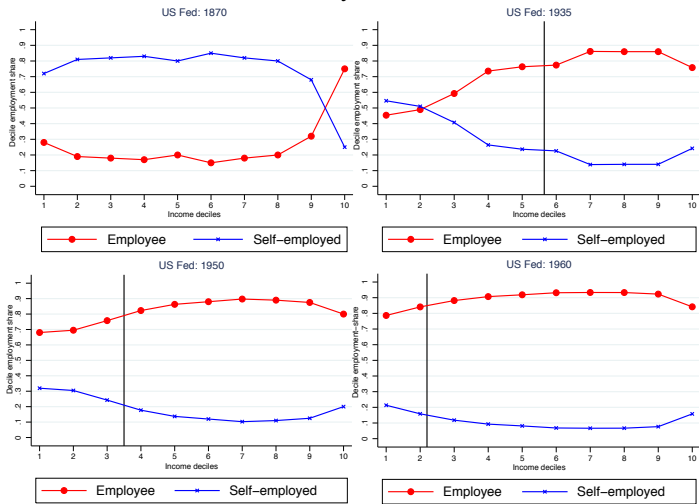 US Fed: 1870
Decile employment share
0 .1 .2 .3 .4 .5 .6 .7 .8 .9 1
1 2 3 4 5 6 7 8 9 10
Income deciles
Employee Self-employed
US Fed: 1935
Decile employment share
0 .1 .2 .3 .4 .5 .6 .7 .8 .9 1
1 2 3 4 5 6 7 8 9 10
Income deciles
Employee Self-employed
US Fed: 1950
Decile employment share
0 .1 .2 .3 .4 .5 .6 .7 .8 .9 1
1 2 3 4 5 6 7 8 9 10
Income deciles
Employee Self-employed
US Fed: 1960
Decile employment-share
0 .1 .2 .3 .4 .5 .6 .7 .8 .9 1
1 2 3 4 5 6 7 8 9 10
Income deciles
Employee Self-employed